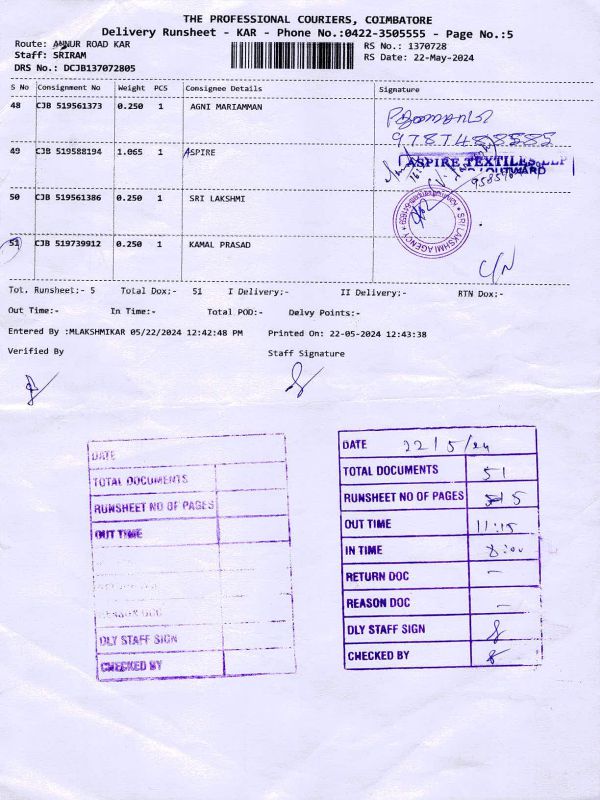 THE PROFESSIONAL COURIERS, COIMBATORE
Delivery Runsheet - KAR - Phone No.:0422-3505555 - Page No.:5
Route: ANNUR ROAD KAR
RS No.: 1370728
Staff: SRIRAM
RS Date: 22-May-2024
DRS No.: DCJB137072805
S No Consignment No Weight PCS Consignee Details Signature
48 CJB 519561373 0.250 1 AGNI MARIAMMAN
49 CJB 519588194 1.065 1 ASPIRE
ASPIRE TEXTILES LLP
OUTWARD
50 CJB 519561386 0.250 1 SRI LAKSHMI
SRI LAKSHMI AGENCY
51 CJB 519739912 0.250 1 KAMAL PRASAD
C/N
Tot. Runsheet:- 5 Total Dox:- 51 I Delivery:- II Delivery:- RTN Dox:-
Out Time:- In Time:- Total POD:- Delvy Points:-
Entered By :MLAKSHMIKAR 05/22/2024 12:42:48 PM Printed On: 22-05-2024 12:43:38
Verified By Staff Signature
DATE
TOTAL DOCUMENTS
RUNSHEET NO OF PAGES
OUT TIME
REASON DOC
DLY STAFF SIGN
CHECKED BY
DATE 22/5/24
TOTAL DOCUMENTS 51
RUNSHEET NO OF PAGES 5
OUT TIME 11:15
IN TIME 8:00
RETURN DOC –
REASON DOC –
DLY STAFF SIGN
CHECKED BY